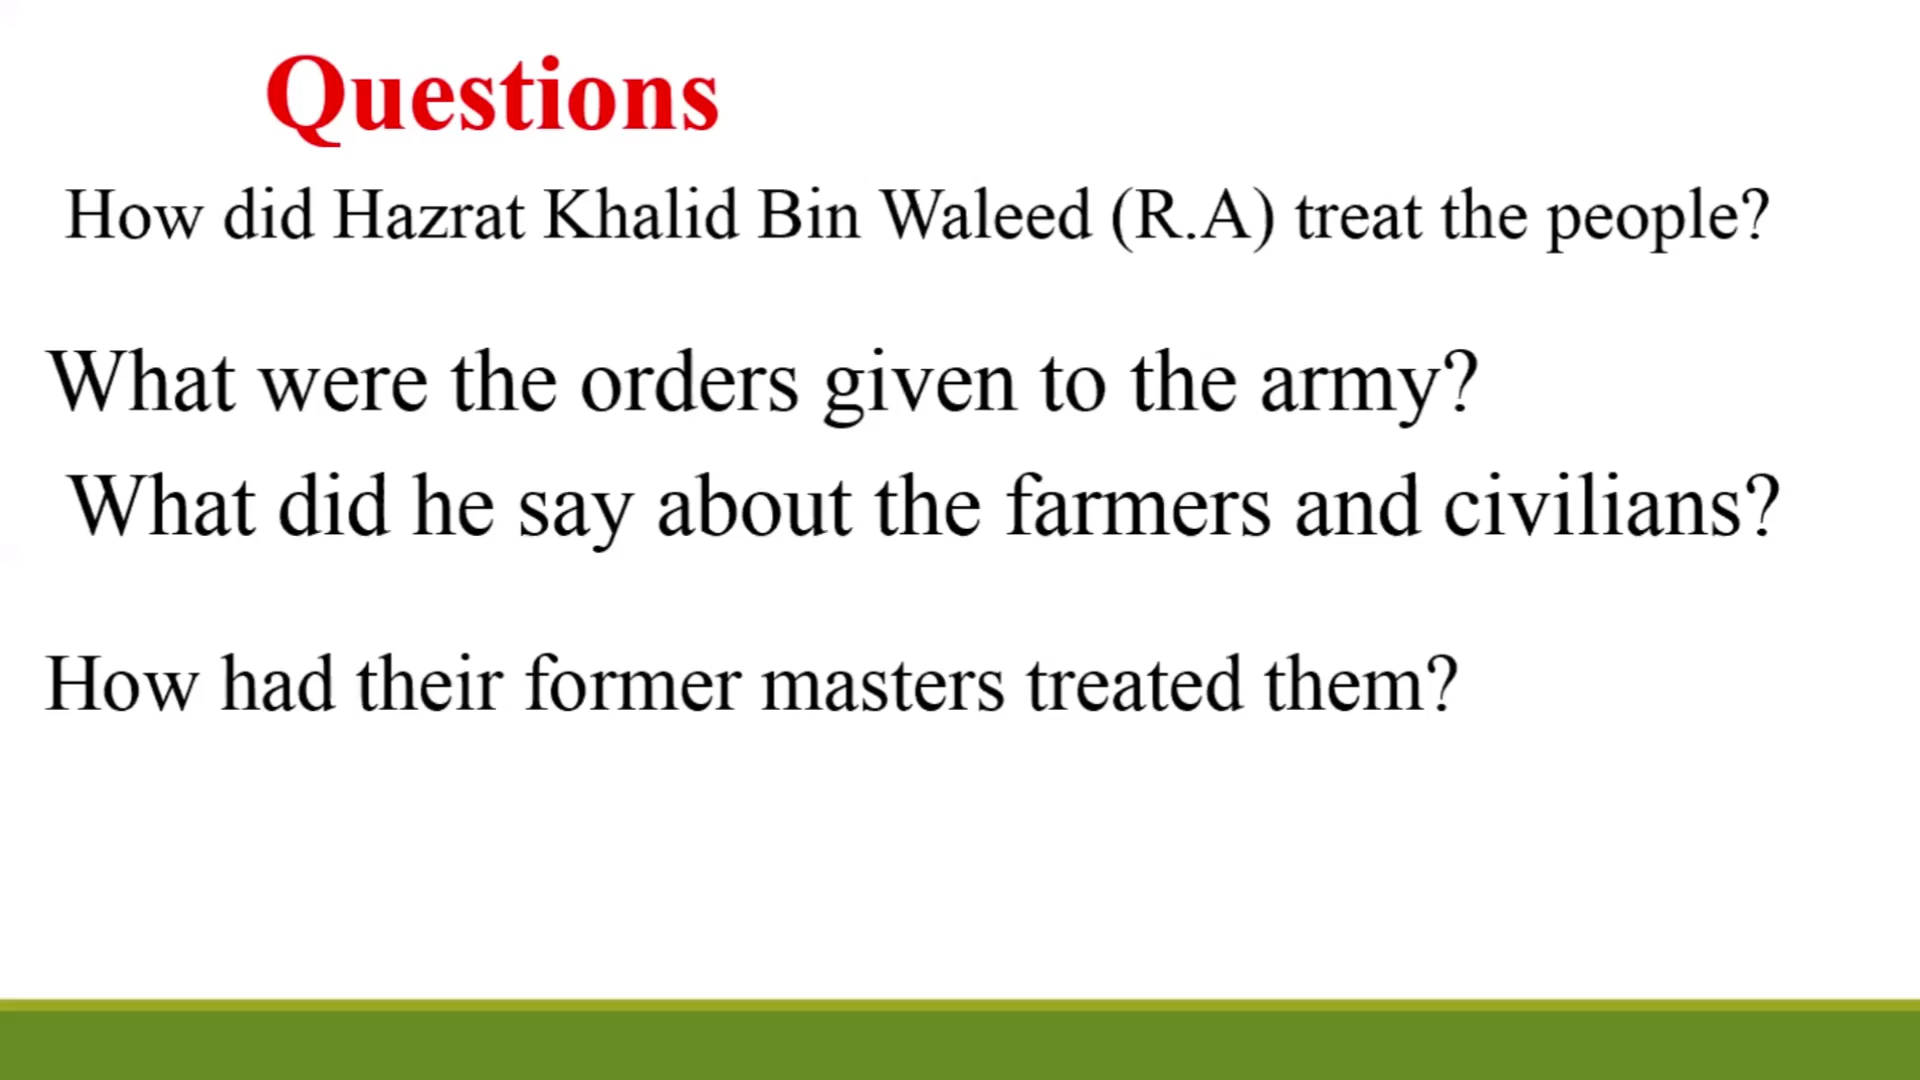 Questions
How did Hazrat Khalid Bin Waleed (R.A) treat the people?
What were the orders given to the army?
What did he say about the farmers and civilians?
How had their former masters treated them?